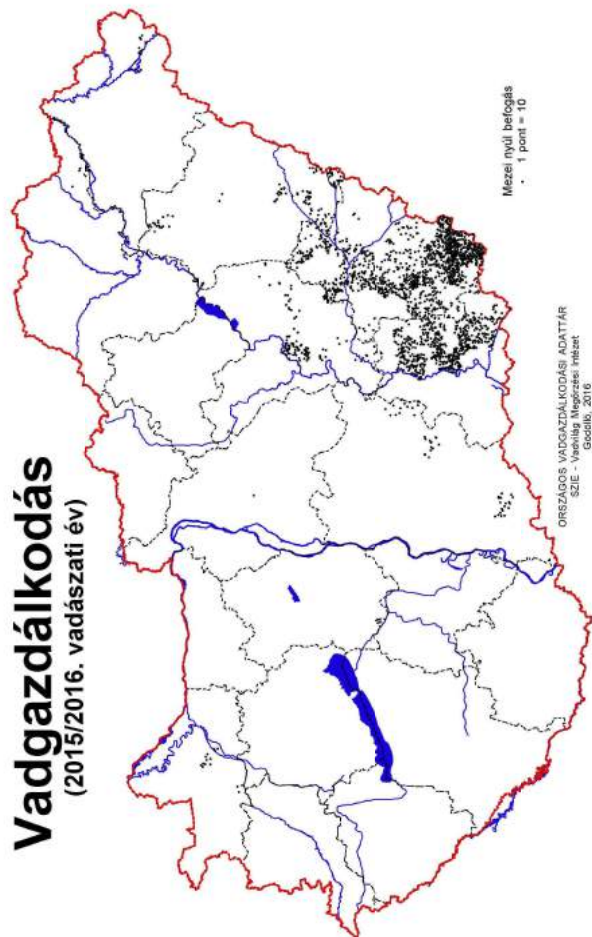 Vadgazdálkodás
(2015/2016. vadászati év)
Mezei nyúl befogás
1 pont = 10
ORSZÁGOS VADGAZDÁLKODÁSI ADATTÁR
SZIE - Vadvilág Megőrzési Intézet
Gödöllő, 2016